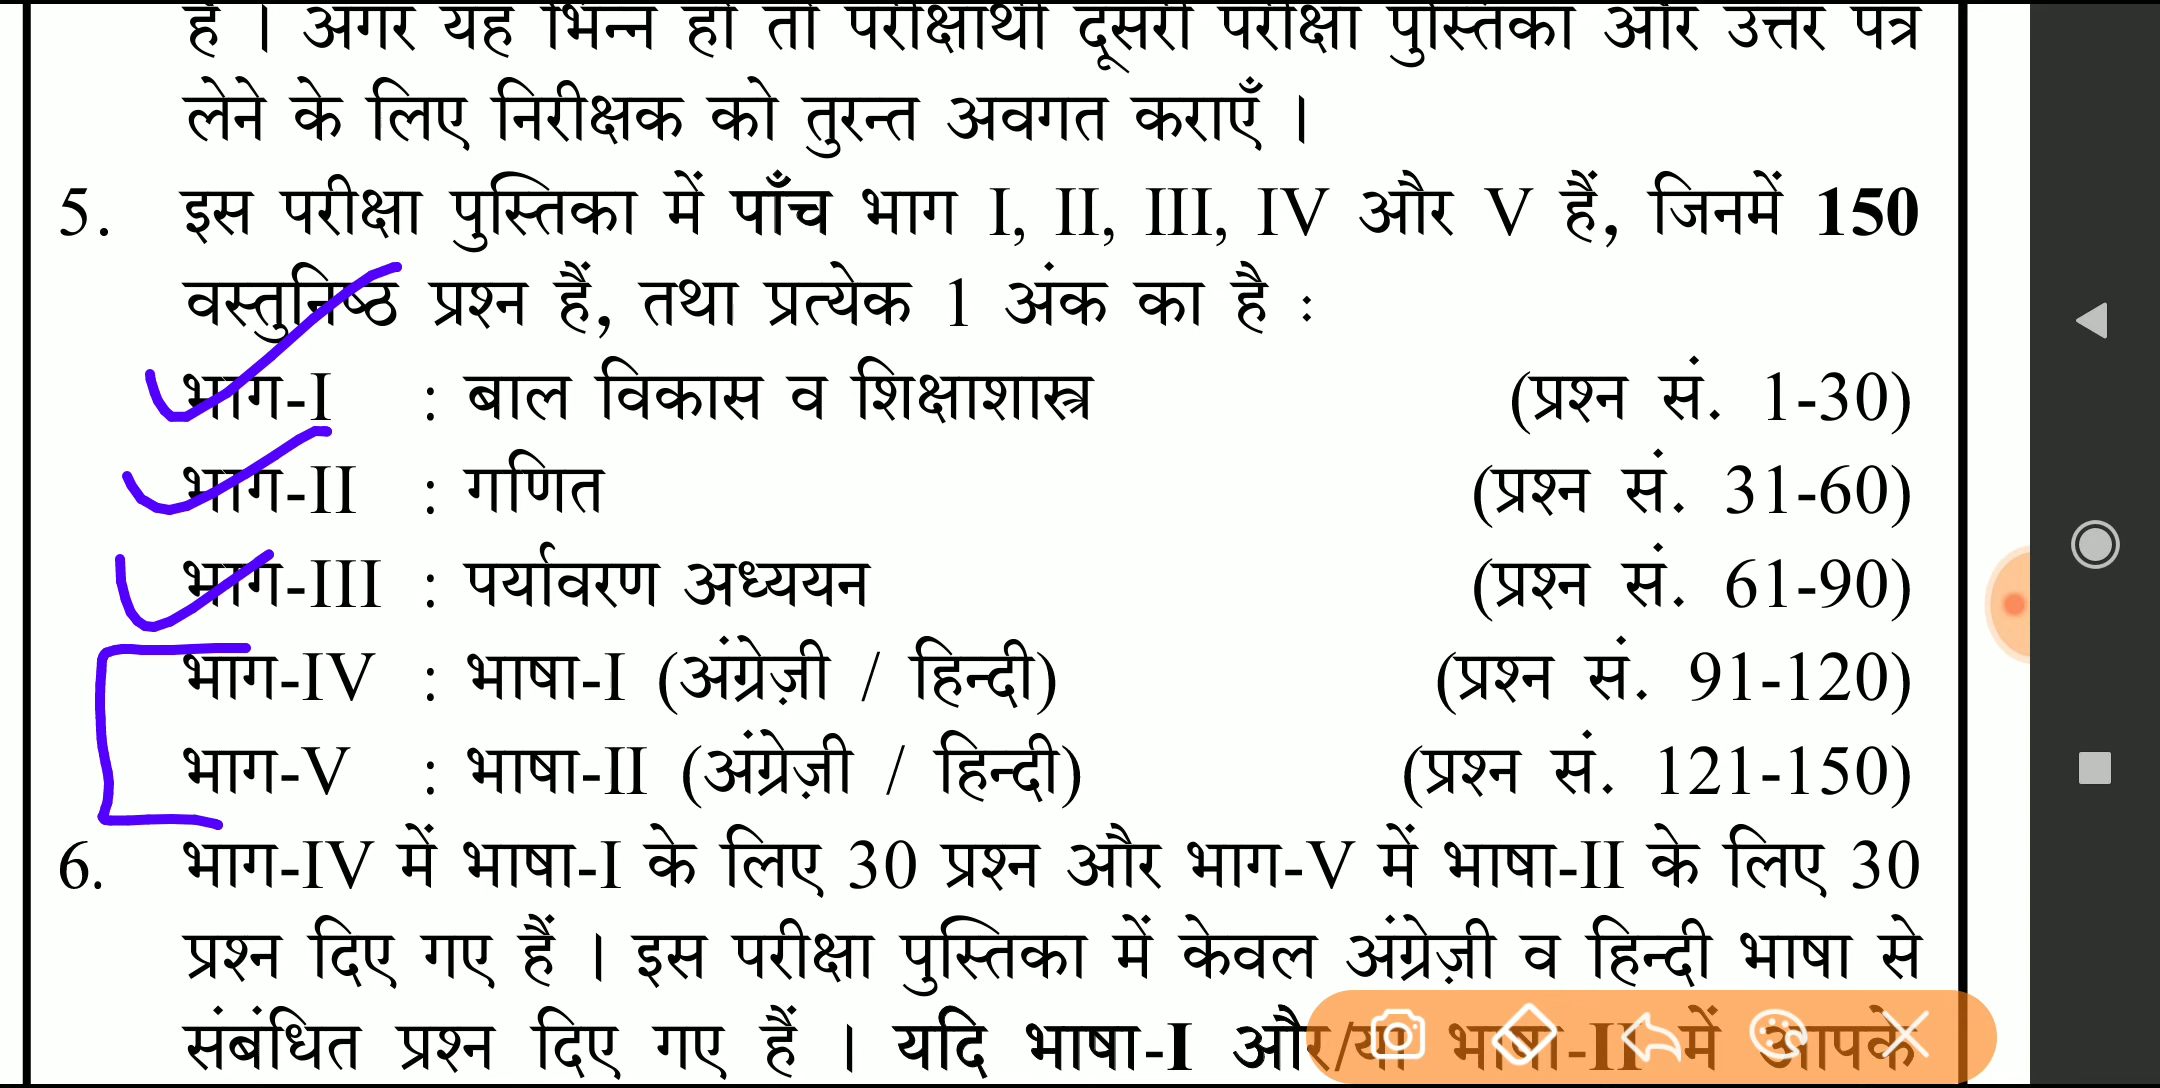 है । अगर यह भिन्न हो तो परीक्षार्थी दूसरी परीक्षा पुस्तिका और उत्तर पत्र
लेने के लिए निरीक्षक को तुरन्त अवगत कराएँ ।
5. इस परीक्षा पुस्तिका में पाँच भाग I, II, III, IV और V हैं, जिनमें 150
वस्तुनिष्ठ प्रश्न हैं, तथा प्रत्येक 1 अंक का है :
भाग-I : बाल विकास व शिक्षाशास्त्र (प्रश्न सं. 1-30)
भाग-II : गणित (प्रश्न सं. 31-60)
भाग-III : पर्यावरण अध्ययन (प्रश्न सं. 61-90)
भाग-IV : भाषा-I (अंग्रेज़ी / हिन्दी) (प्रश्न सं. 91-120)
भाग-V : भाषा-II (अंग्रेज़ी / हिन्दी) (प्रश्न सं. 121-150)
6. भाग-IV में भाषा-I के लिए 30 प्रश्न और भाग-V में भाषा-II के लिए 30
प्रश्न दिए गए हैं । इस परीक्षा पुस्तिका में केवल अंग्रेज़ी व हिन्दी भाषा से
संबंधित प्रश्न दिए गए हैं । यदि भाषा-I और/या भाषा-II में आपके